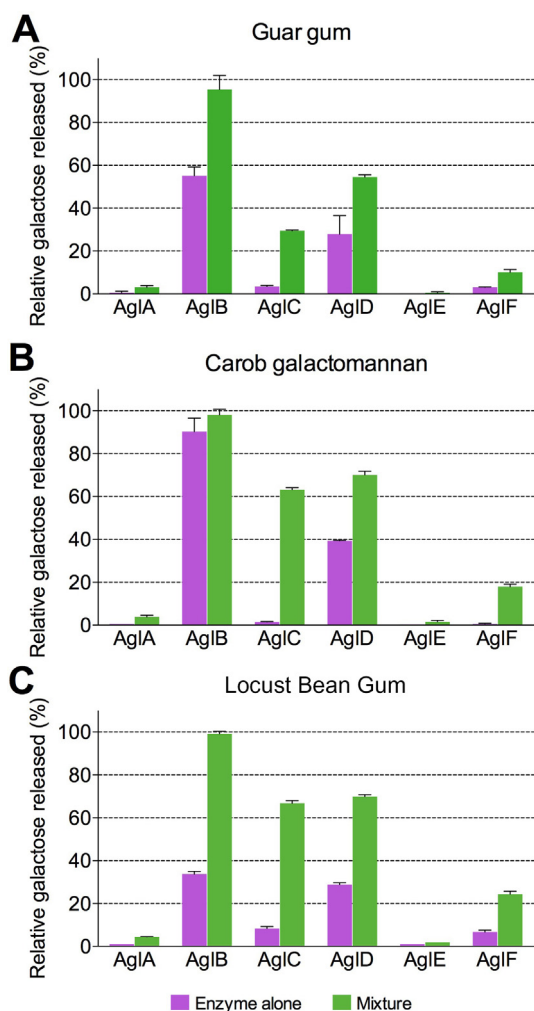 A
Guar gum
Relative galactose released (%)
100
80
60
40
20
0
AglA AglB AglC AglD AglE AglF
B
Carob galactomannan
Relative galactose released (%)
100
80
60
40
20
0
AglA AglB AglC AglD AglE AglF
C
Locust Bean Gum
Relative galactose released (%)
100
80
60
40
20
0
AglA AglB AglC AglD AglE AglF
Enzyme alone Mixture